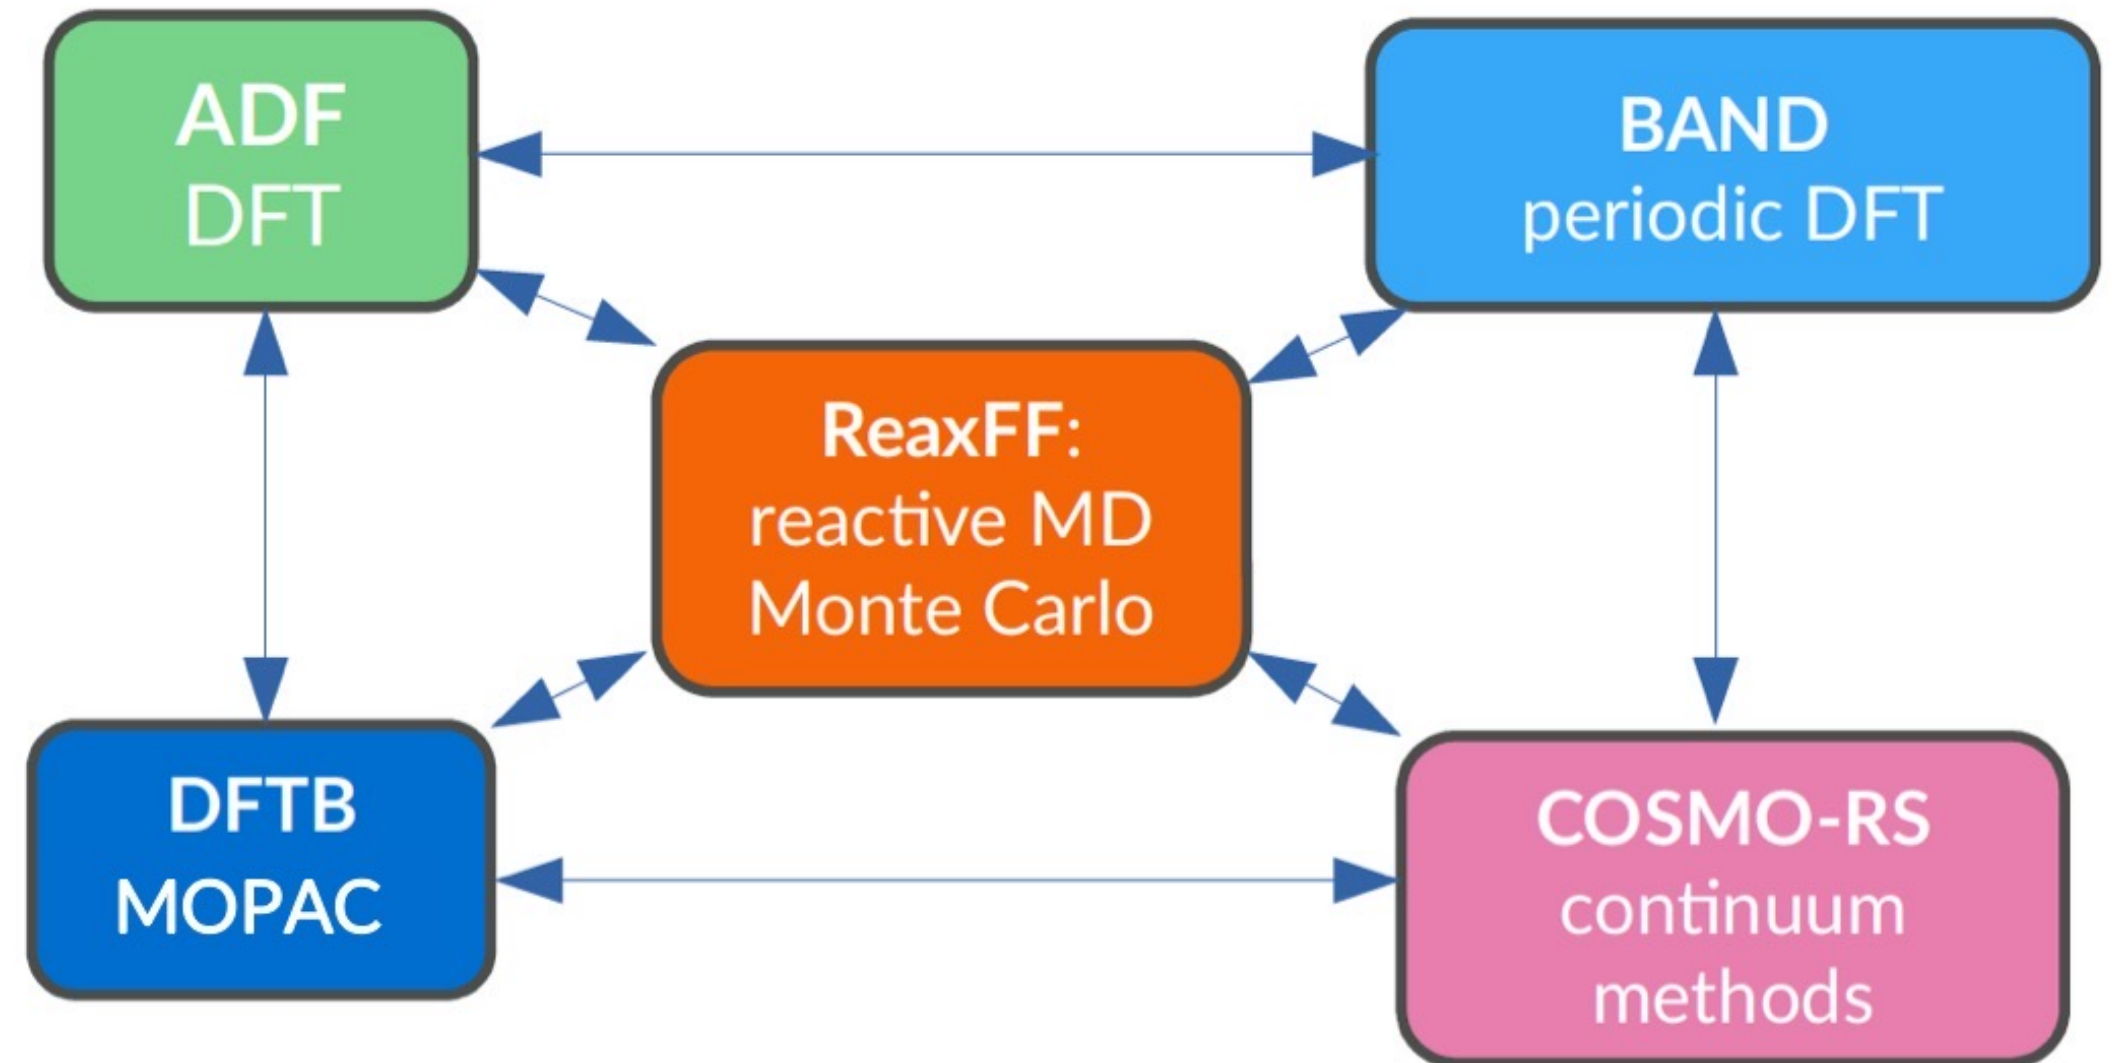 ADF
DFT
BAND
periodic DFT
ReaxFF:
reactive MD
Monte Carlo
DFTB
MOPAC
COSMO-RS
continuum
methods